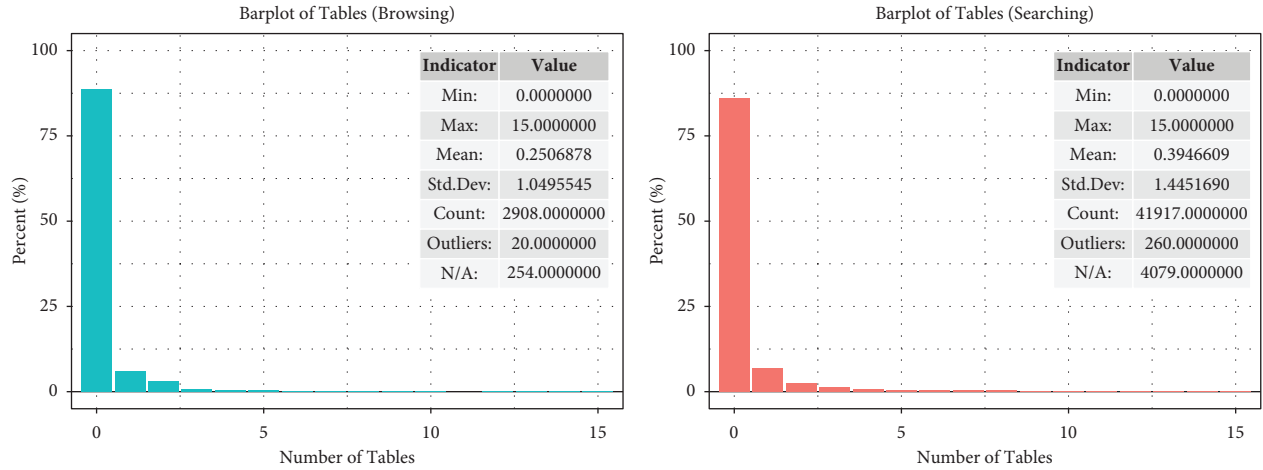 Barplot of Tables (Browsing)
Percent (%)
100
75
50
25
0
0 5 10 15
Number of Tables
Indicator Value
Min: 0.0000000
Max: 15.0000000
Mean: 0.2506878
Std.Dev: 1.0495545
Count: 2908.0000000
Outliers: 20.0000000
N/A: 254.0000000
Barplot of Tables (Searching)
Percent (%)
100
75
50
25
0
0 5 10 15
Number of Tables
Indicator Value
Min: 0.0000000
Max: 15.0000000
Mean: 0.3946609
Std.Dev: 1.4451690
Count: 41917.0000000
Outliers: 260.0000000
N/A: 4079.0000000